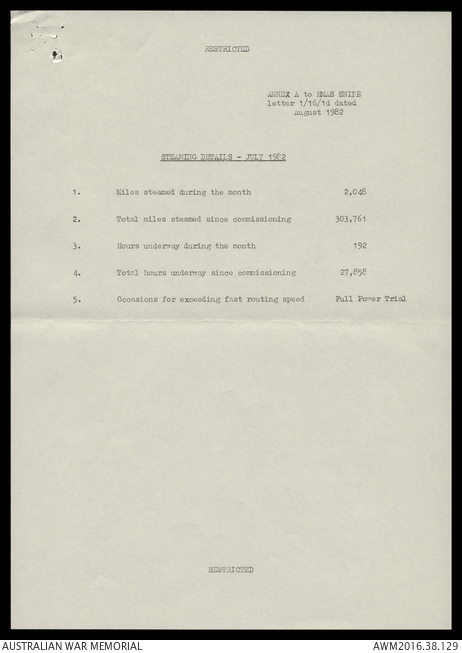 RESTRICTED
ANNEX A to HMAS SNIPE
letter 1/16/1d dated
August 1982
STEAMING DETAILS - JULY 1982
1. Miles steamed during the month 2,048
2. Total miles steamed since commissioning 303,761
3. Hours underway during the month 192
4. Total hours underway since commissioning 27,858
5. Occasions for exceeding fast routing speed Full Power Trial
RESTRICTED
AUSTRALIAN WAR MEMORIAL AWM2016.38.129